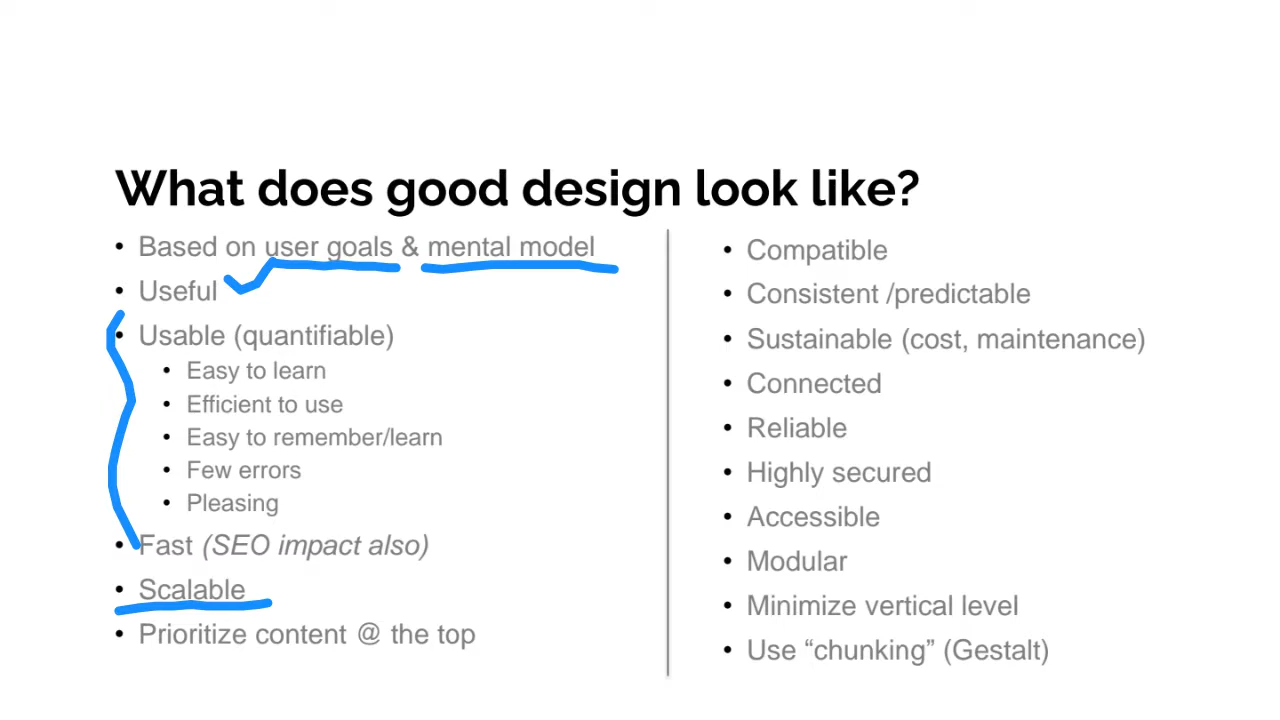 What does good design look like?
• Based on user goals & mental model
• Useful
• Usable (quantifiable)
• Easy to learn
• Efficient to use
• Easy to remember/learn
• Few errors
• Pleasing
• Fast (SEO impact also)
• Scalable
• Prioritize content @ the top
• Compatible
• Consistent /predictable
• Sustainable (cost, maintenance)
• Connected
• Reliable
• Highly secured
• Accessible
• Modular
• Minimize vertical level
• Use “chunking” (Gestalt)